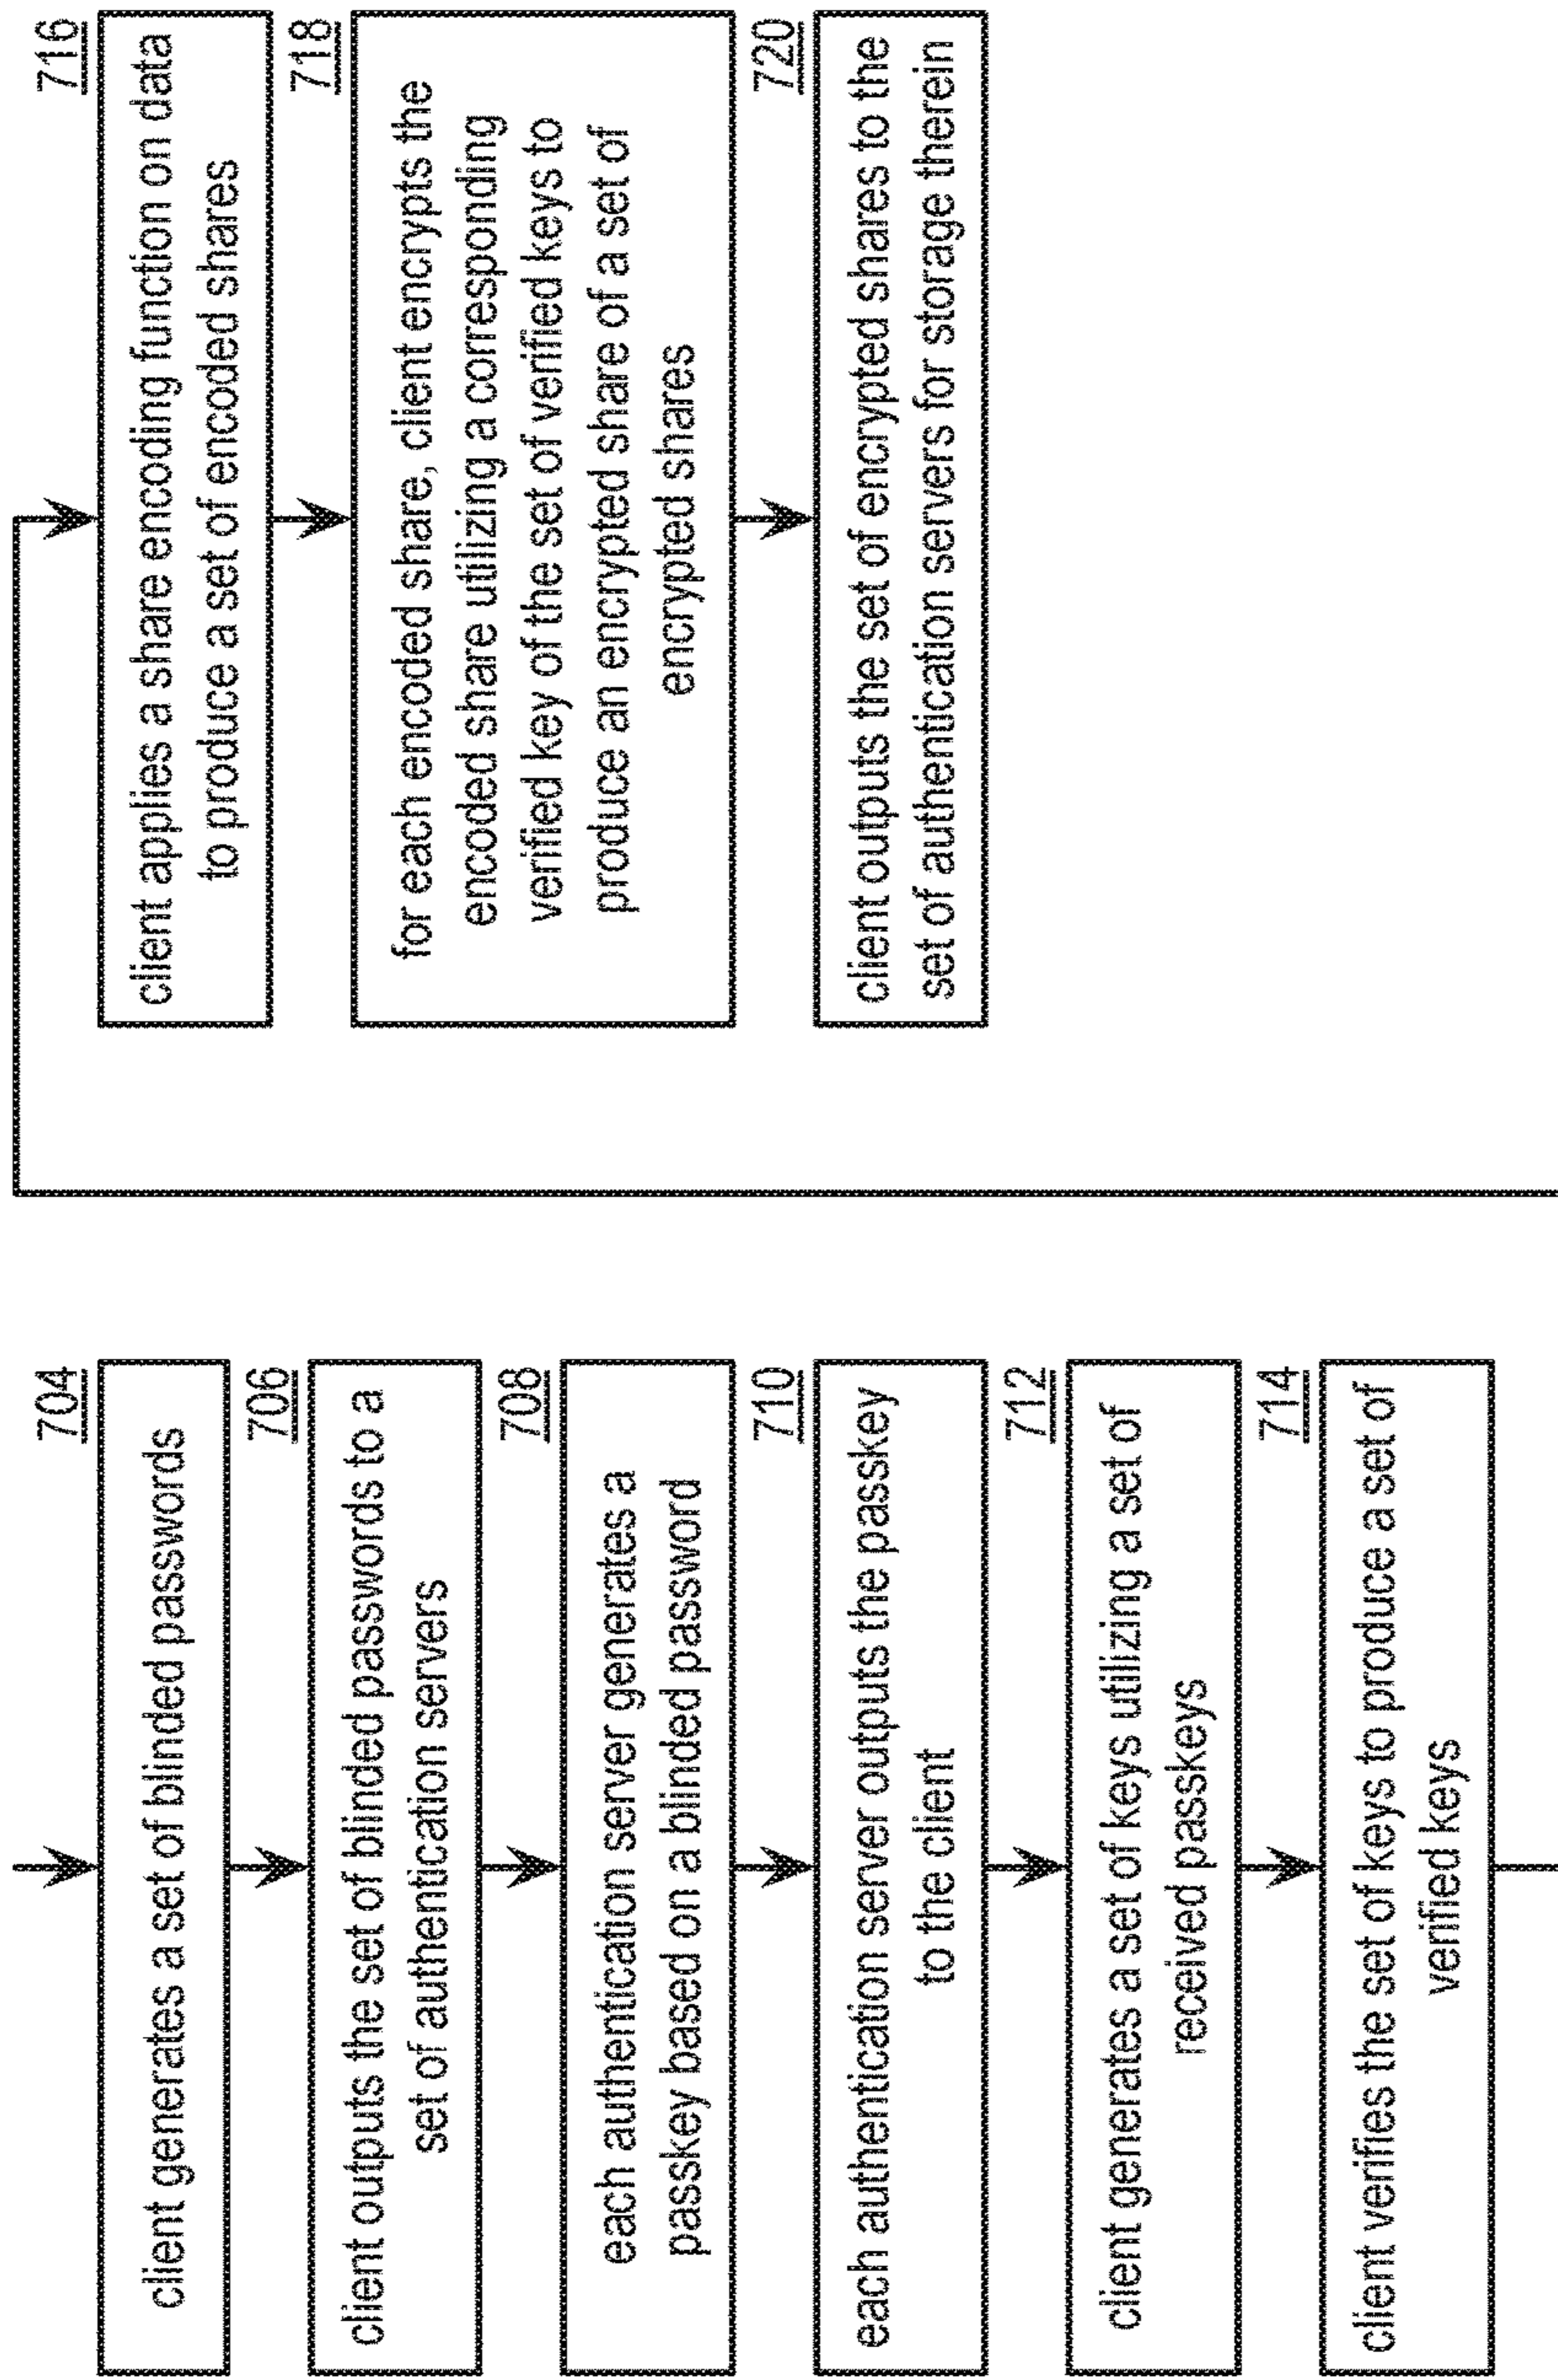 704
client generates a set of blinded passwords
706
client outputs the set of blinded passwords to a
set of authentication servers
708
each authentication server generates a
passkey based on a blinded password
710
each authentication server outputs the passkey
to the client
712
client generates a set of keys utilizing a set of
received passkeys
714
client verifies the set of keys to produce a set of
verified keys
716
client applies a share encoding function on data
to produce a set of encoded shares
718
for each encoded share, client encrypts the
encoded share utilizing a corresponding
verified key of the set of verified keys to
produce an encrypted share of a set of
encrypted shares
720
client outputs the set of encrypted shares to the
set of authentication servers for storage therein